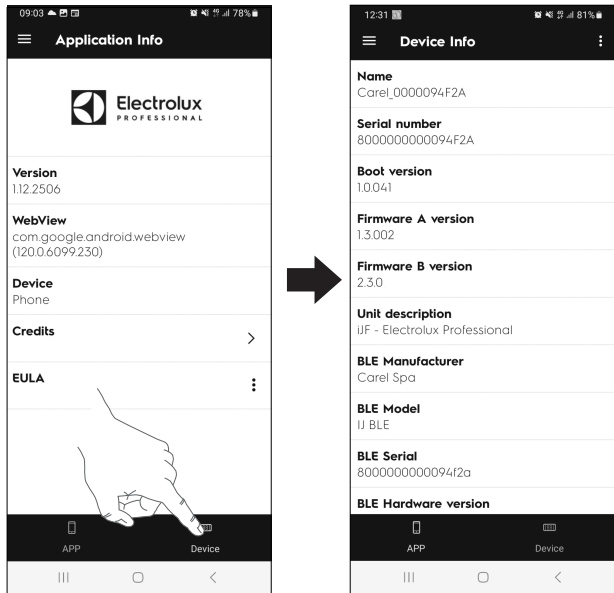 09:03
78%
Application Info
Electrolux
PROFESSIONAL
Version
1.12.2506
WebView
com.google.android.webview
(120.0.6099.230)
Device
Phone
Credits
EULA
APP
Device
12:31
81%
Device Info
Name
Carel_0000094F2A
Serial number
8000000000094F2A
Boot version
1.0.041
Firmware A version
1.3.002
Firmware B version
2.3.0
Unit description
iJF - Electrolux Professional
BLE Manufacturer
Carel Spa
BLE Model
IJ BLE
BLE Serial
8000000000094f2a
BLE Hardware version
APP
Device